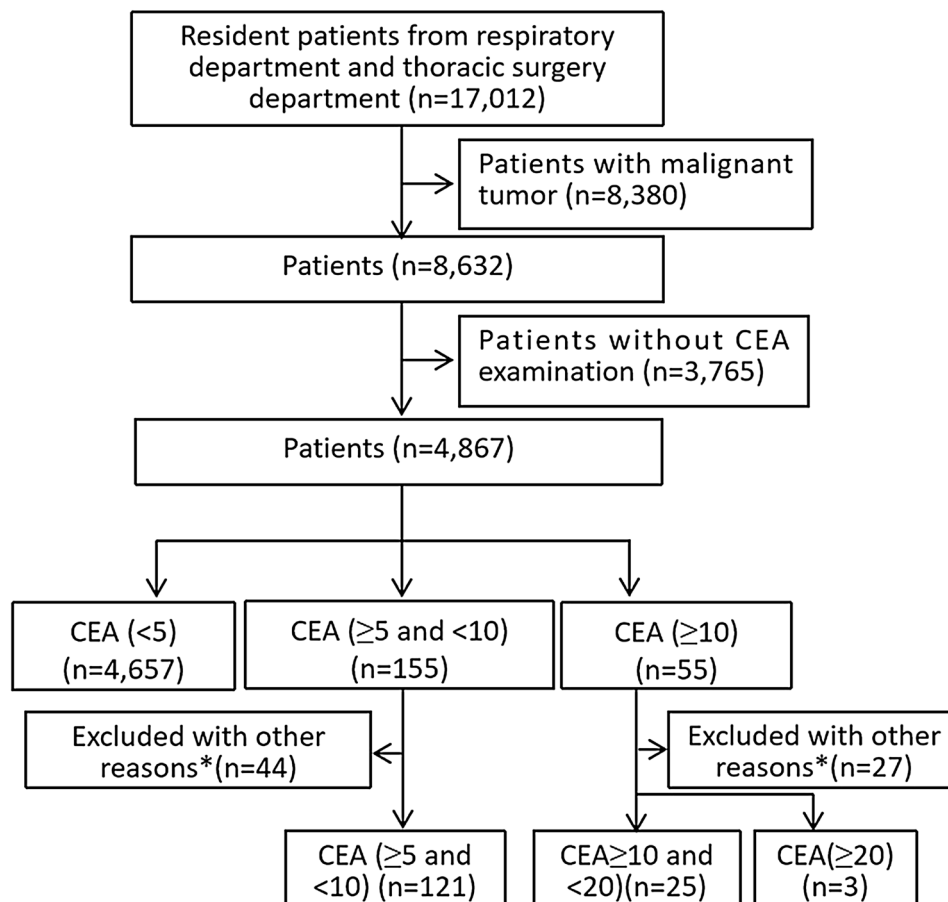 Resident patients from respiratory
department and thoracic surgery
department (n=17,012)
Patients with malignant
tumor (n=8,380)
Patients (n=8,632)
Patients without CEA
examination (n=3,765)
Patients (n=4,867)
CEA (<5)
(n=4,657)
CEA (≥5 and <10)
(n=155)
CEA (≥10)
(n=55)
Excluded with other
reasons*(n=44)
Excluded with other
reasons*(n=27)
CEA (≥5 and
<10) (n=121)
CEA≥10 and
<20)(n=25)
CEA(≥20)
(n=3)